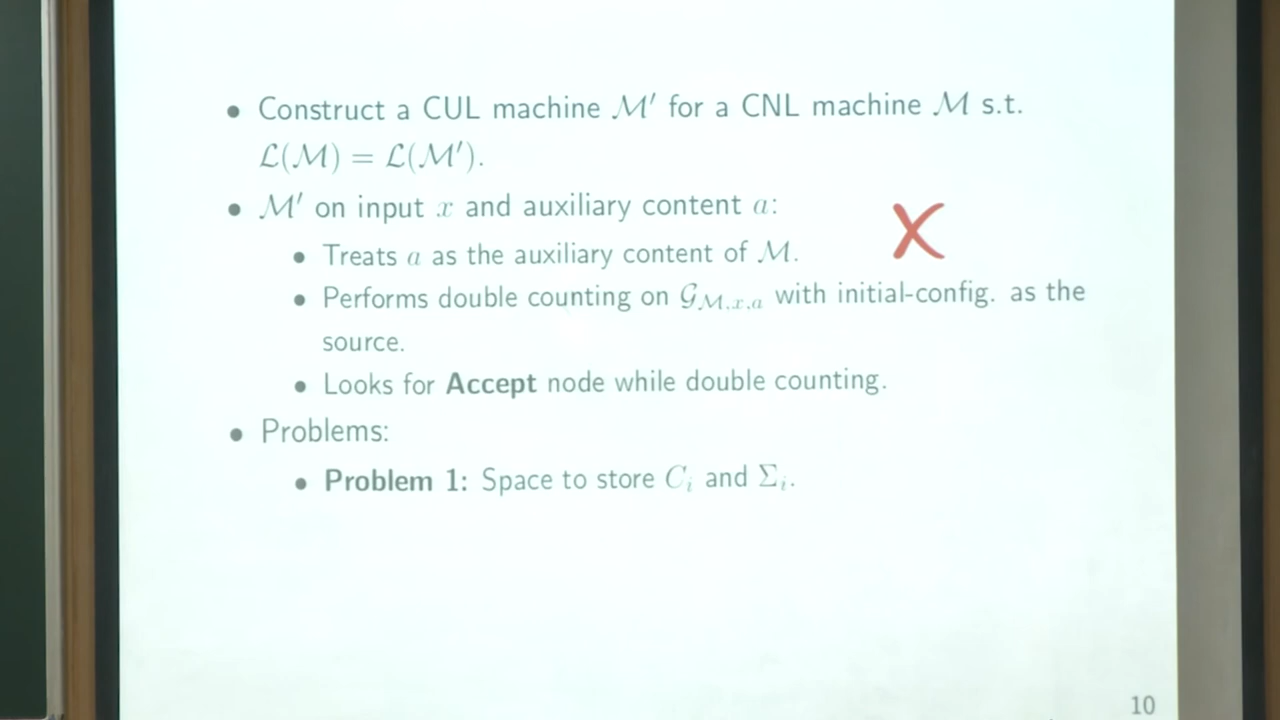 • Construct a CUL machine ℳ′ for a CNL machine ℳ s.t.
ℒ(ℳ) = ℒ(ℳ′).
• ℳ′ on input x and auxiliary content a:
• Treats a as the auxiliary content of ℳ.
• Performs double counting on 𝒢_{ℳ,x,a} with initial-config. as the
source.
• Looks for Accept node while double counting.
• Problems:
• Problem 1: Space to store C_i and Σ_i.
10